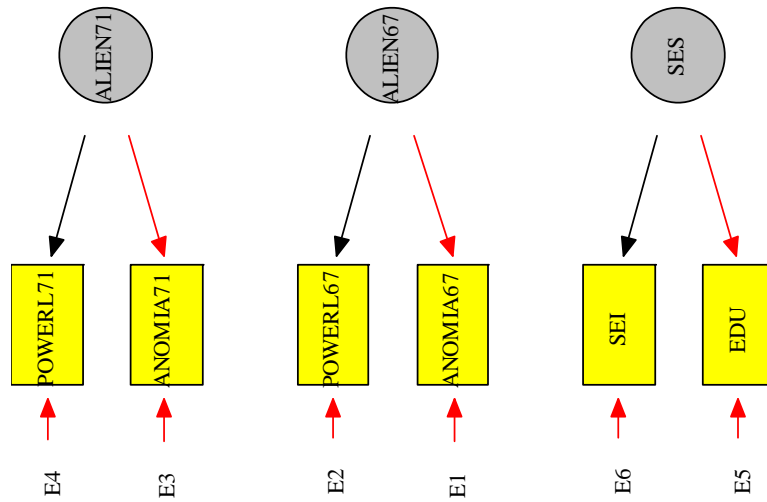 ALIEN71
ALIEN67
SES
POWERL71
ANOMIA71
POWERL67
ANOMIA67
SEI
EDU
E4
E3
E2
E1
E6
E5